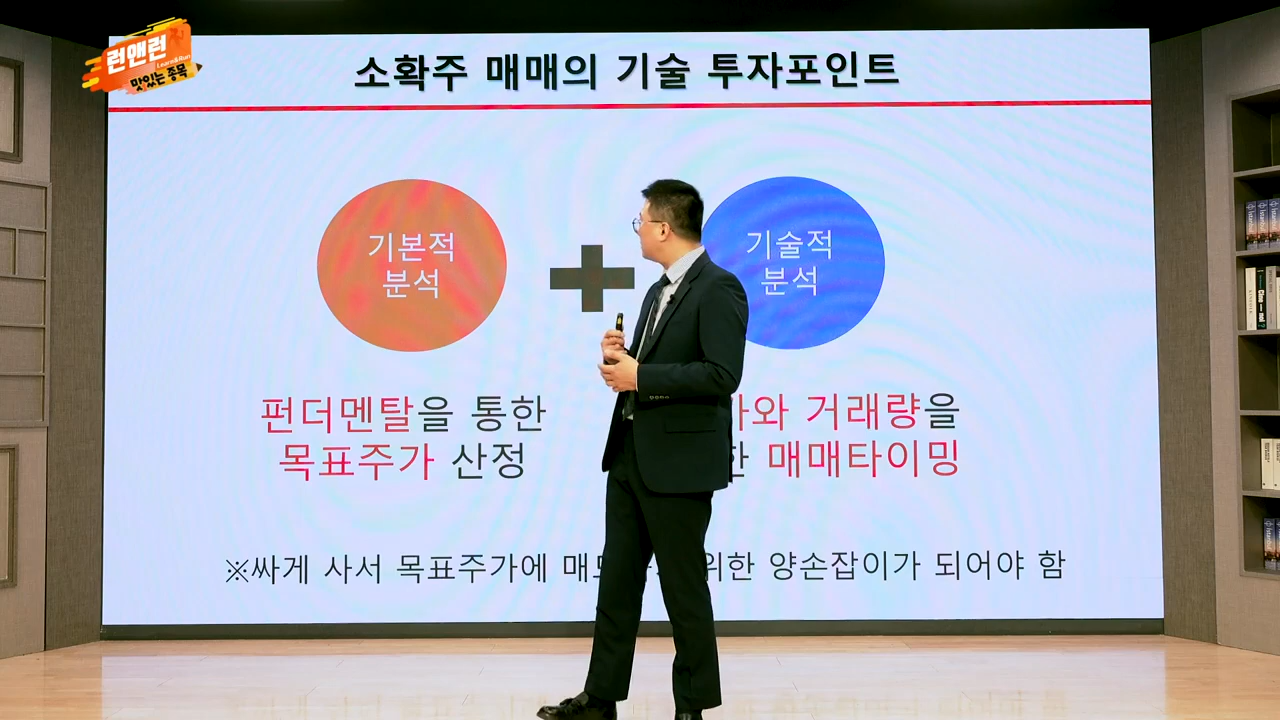 런앤런
Learn&Run
맛있는 종목
소확주 매매의 기술 투자포인트
기본적
분석
기술적
분석
펀더멘탈을 통한
목표주가 산정
와 거래량을
한 매매타이밍
※싸게 사서 목표주가에 위한 양손잡이가 되어야 함